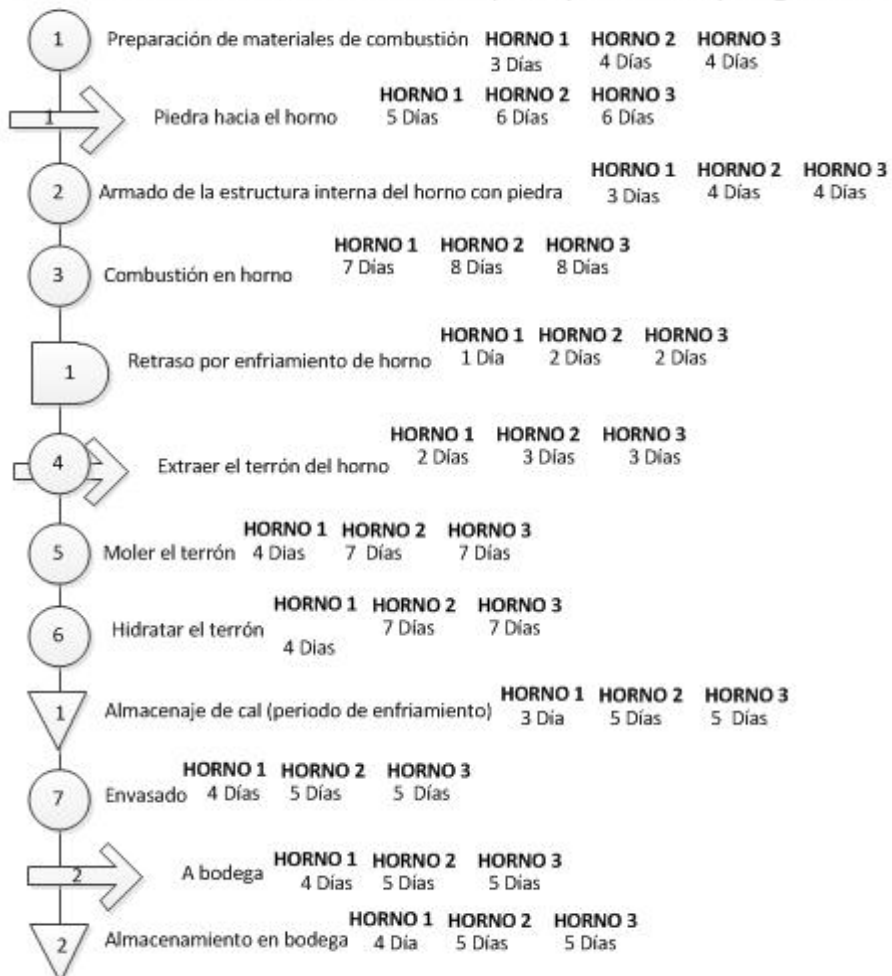 1 Preparación de materiales de combustión HORNO 1 HORNO 2 HORNO 3
3 Días 4 Días 4 Días
HORNO 1 HORNO 2 HORNO 3
1 Piedra hacia el horno 5 Días 6 Días 6 Días
HORNO 1 HORNO 2 HORNO 3
2 Armado de la estructura interna del horno con piedra 3 Días 4 Días 4 Días
HORNO 1 HORNO 2 HORNO 3
3 Combustión en horno 7 Días 8 Días 8 Días
HORNO 1 HORNO 2 HORNO 3
1 Retraso por enfriamiento de horno 1 Día 2 Días 2 Días
HORNO 1 HORNO 2 HORNO 3
4 Extraer el terrón del horno 2 Días 3 Días 3 Días
HORNO 1 HORNO 2 HORNO 3
5 Moler el terrón 4 Dias 7 Días 7 Días
HORNO 1 HORNO 2 HORNO 3
6 Hidratar el terrón 7 Días 7 Días
4 Dias
HORNO 1 HORNO 2 HORNO 3
1 Almacenaje de cal (periodo de enfriamiento) 3 Día 5 Días 5 Días
HORNO 1 HORNO 2 HORNO 3
7 Envasado 4 Días 5 Días 5 Días
HORNO 1 HORNO 2 HORNO 3
2 A bodega 4 Días 5 Días 5 Días
HORNO 1 HORNO 2 HORNO 3
2 Almacenamiento en bodega 4 Día 5 Días 5 Días